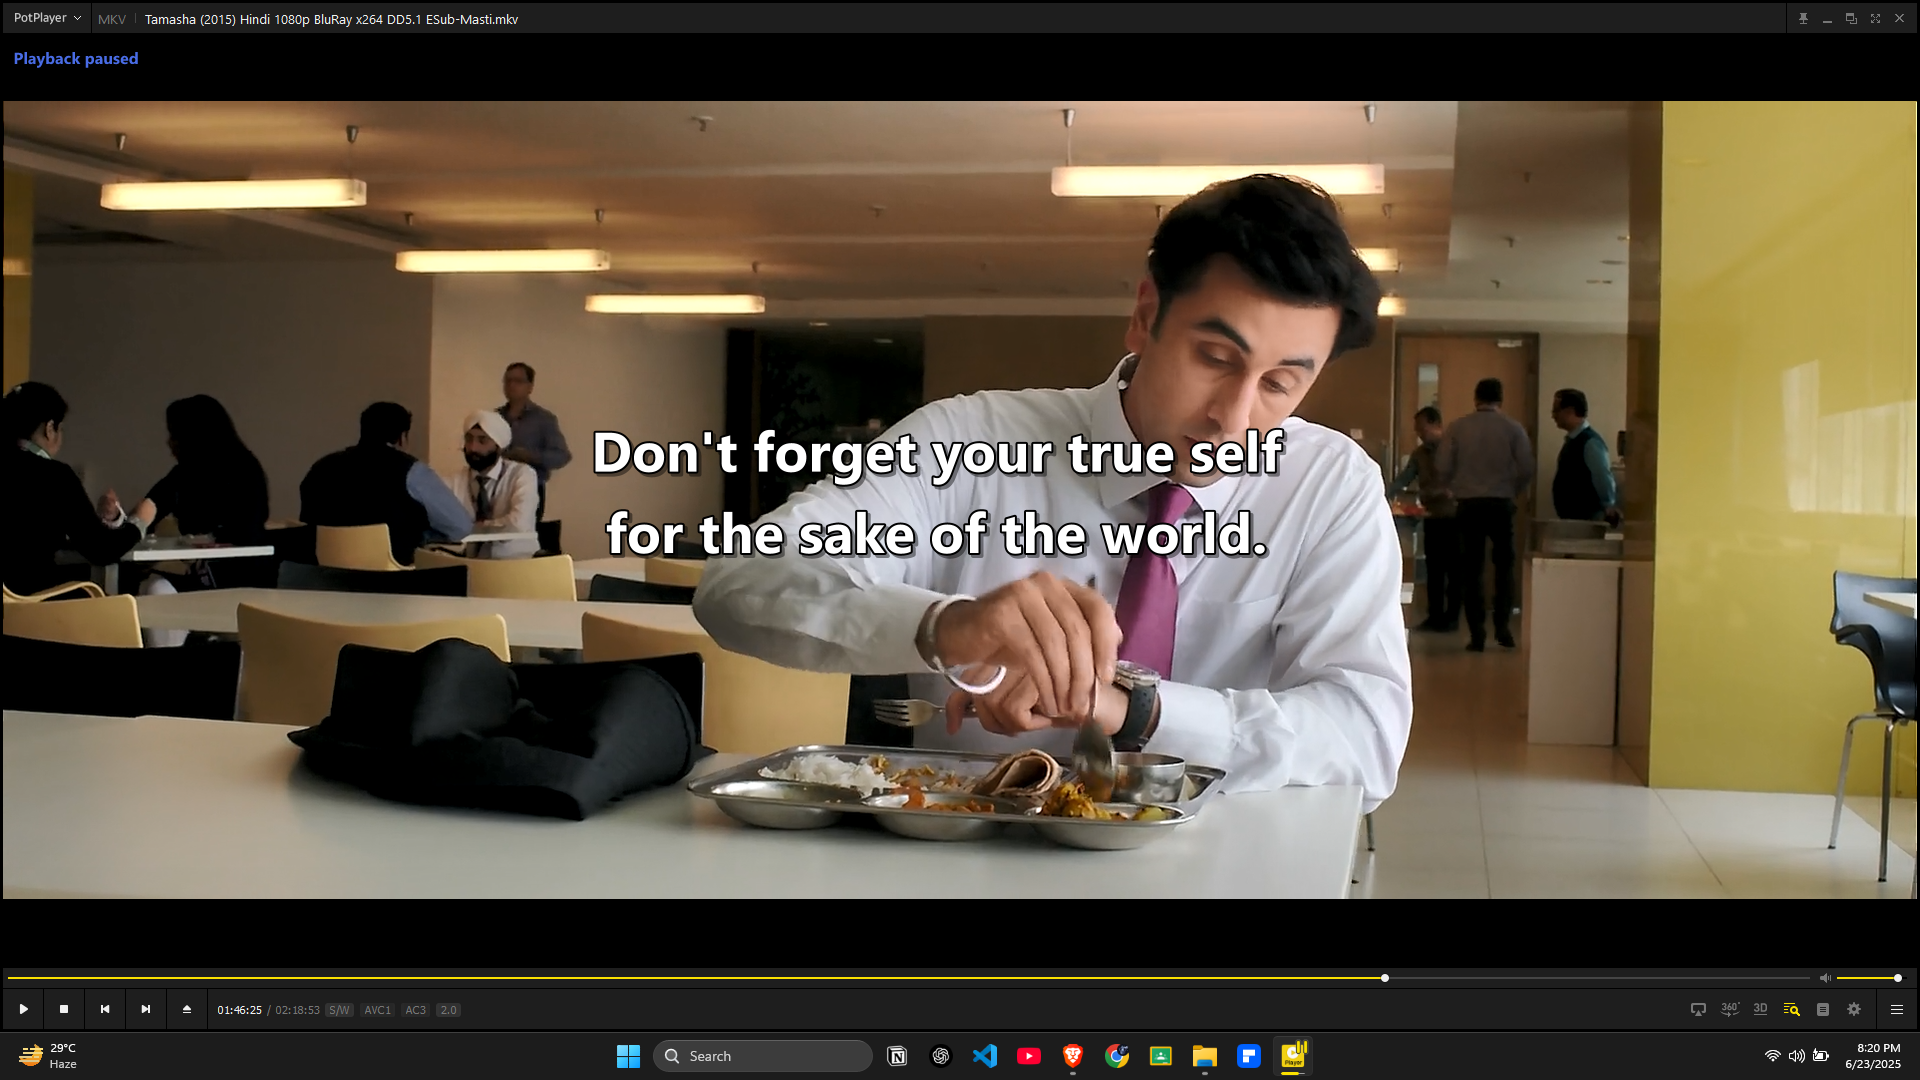 PotPlayer
MKV
Tamasha (2015) Hindi 1080p BluRay x264 DD5.1 ESub-Masti.mkv
Playback paused
Don't forget your true self
for the sake of the world.
01:46:25 / 02:18:53 S/W AVC1 AC3 2.0
360°
3D
29°C
Haze
Search
8:20 PM
6/23/2025